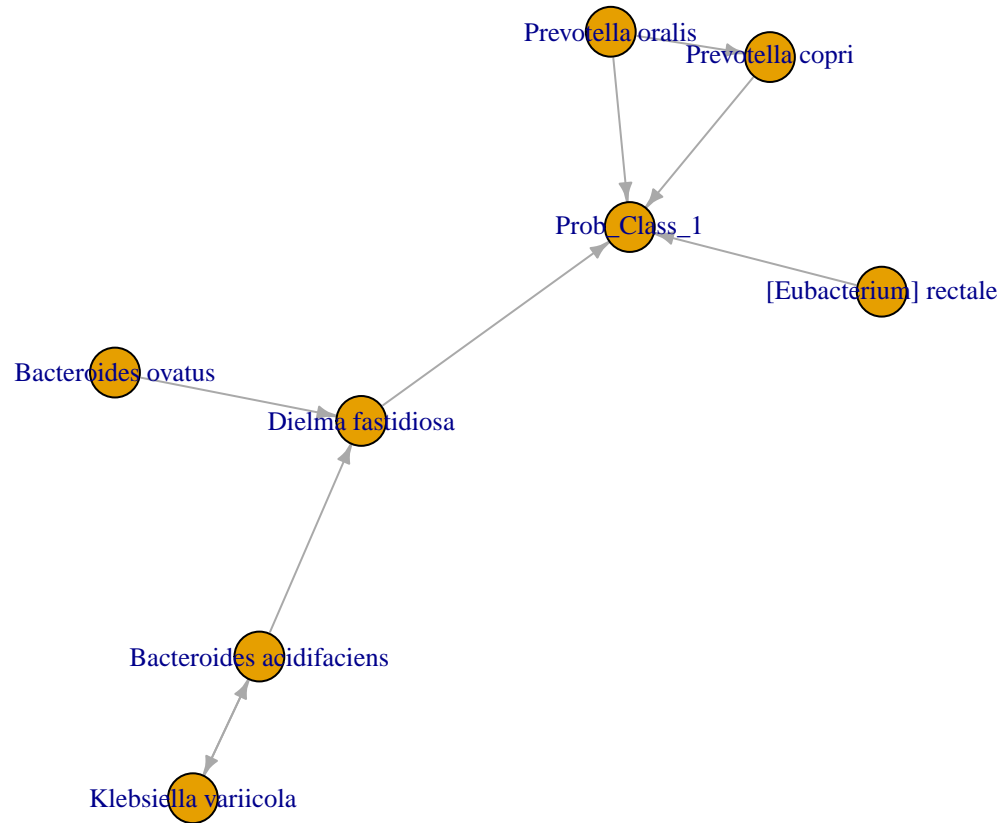 Prevotella oralis
Prevotella copri
Prob_Class_1
[Eubacterium] rectale
Bacteroides ovatus
Dielma fastidiosa
Bacteroides acidifaciens
Klebsiella variicola